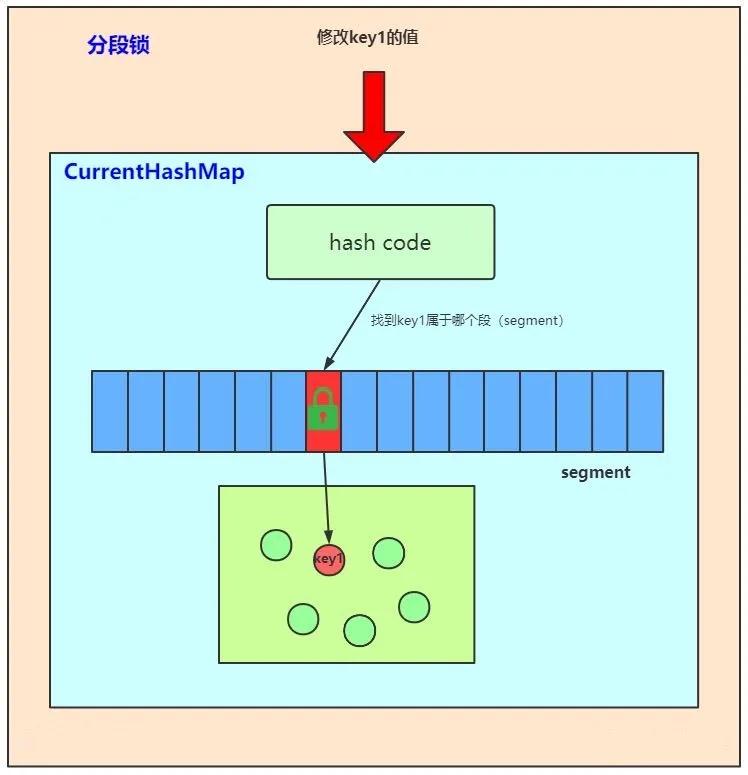 分段锁
修改key1的值
CurrentHashMap
hash code
找到key1属于哪个段（segment）
segment
key1